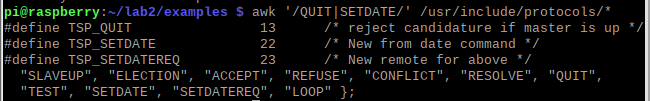 pi@raspberry:~/lab2/examples $ awk '/QUIT|SETDATE/' /usr/include/protocols/*
#define TSP_QUIT 13 /* reject candidature if master is up */
#define TSP_SETDATE 22 /* New from date command */
#define TSP_SETDATEREQ 23 /* New remote for above */
"SLAVEUP", "ELECTION", "ACCEPT", "REFUSE", "CONFLICT", "RESOLVE", "QUIT",
"TEST", "SETDATE", "SETDATEREQ", "LOOP" };